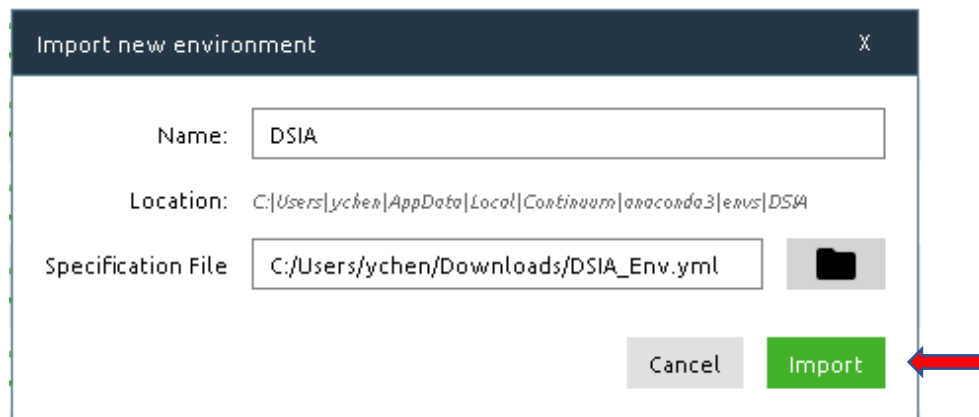 Import new environment X
Name: DSIA
Location: C:|Users|ychen|AppData|Local|Continuum|anaconda3|envs|DSIA
Specification File C:/Users/ychen/Downloads/DSIA_Env.yml
Cancel Import